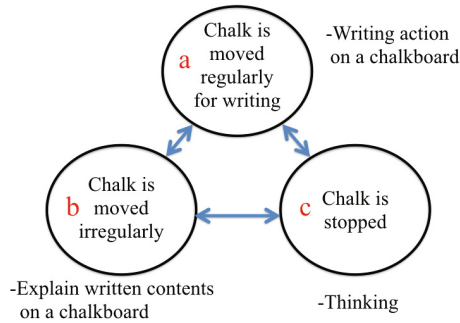 Chalk is
moved
regularly
for writing
a
-Writing action
on a chalkboard
Chalk is
moved
irregularly
b
c
Chalk is
stopped
-Explain written contents
on a chalkboard
-Thinking